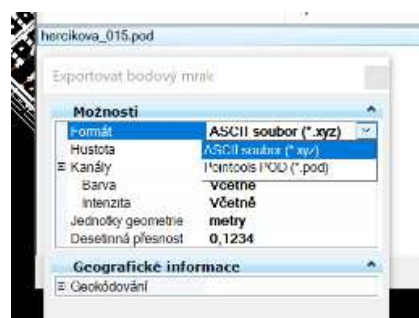 hercikova_015.pod
Exportovat bodový mrak
Možnosti
Formát ASCII soubor (*.xyz)
Hustota ASCII soubor (*.xyz)
Kanály Pointools POD (*.pod)
Barva Včetně
Intenzita Včetně
Jednotky geometrie metry
Desetinná přesnost 0,1234
Geografické informace
Geokódování